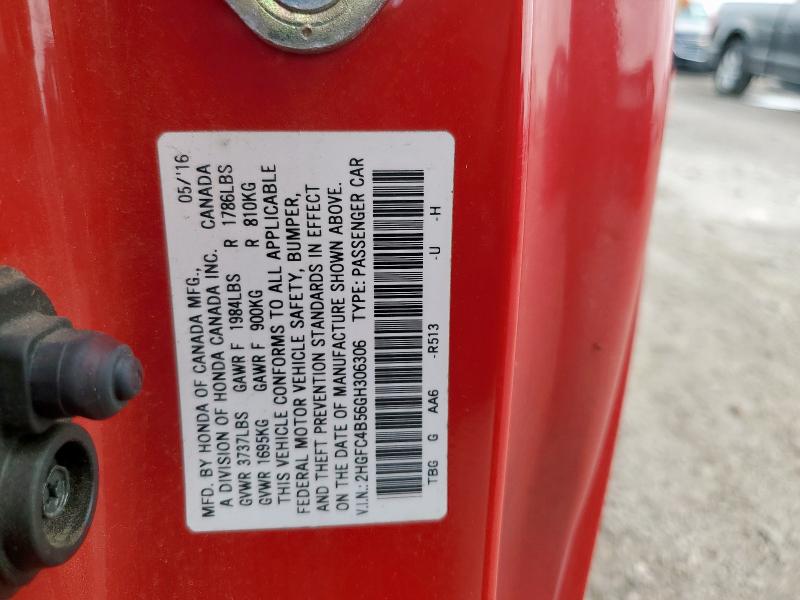 MFD. BY HONDA OF CANADA MFG., 05/'16
A DIVISION OF HONDA CANADA INC. CANADA
GVWR 3737LBS GAWR F 1984LBS R 1786LBS
GVWR 1695KG GAWR F 900KG R 810KG
THIS VEHICLE CONFORMS TO ALL APPLICABLE
FEDERAL MOTOR VEHICLE SAFETY, BUMPER,
AND THEFT PREVENTION STANDARDS IN EFFECT
ON THE DATE OF MANUFACTURE SHOWN ABOVE.
V.I.N.: 2HGFC4B56GH306306 TYPE: PASSENGER CAR
TBG G AA6 -R513 -U -H